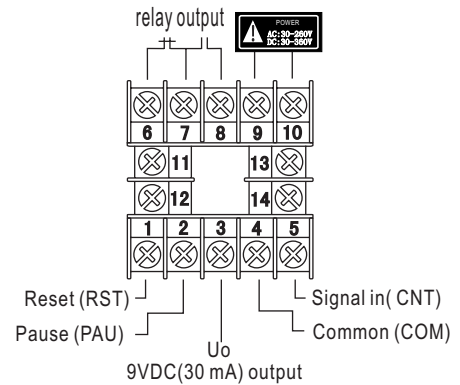 relay output
POWER
AC:30-260V
DC:30-360V
6 7 8 9 10
11 13
12 14
1 2 3 4 5
Reset (RST) Signal in( CNT)
Pause (PAU) Common (COM)
Uo
9VDC(30 mA) output